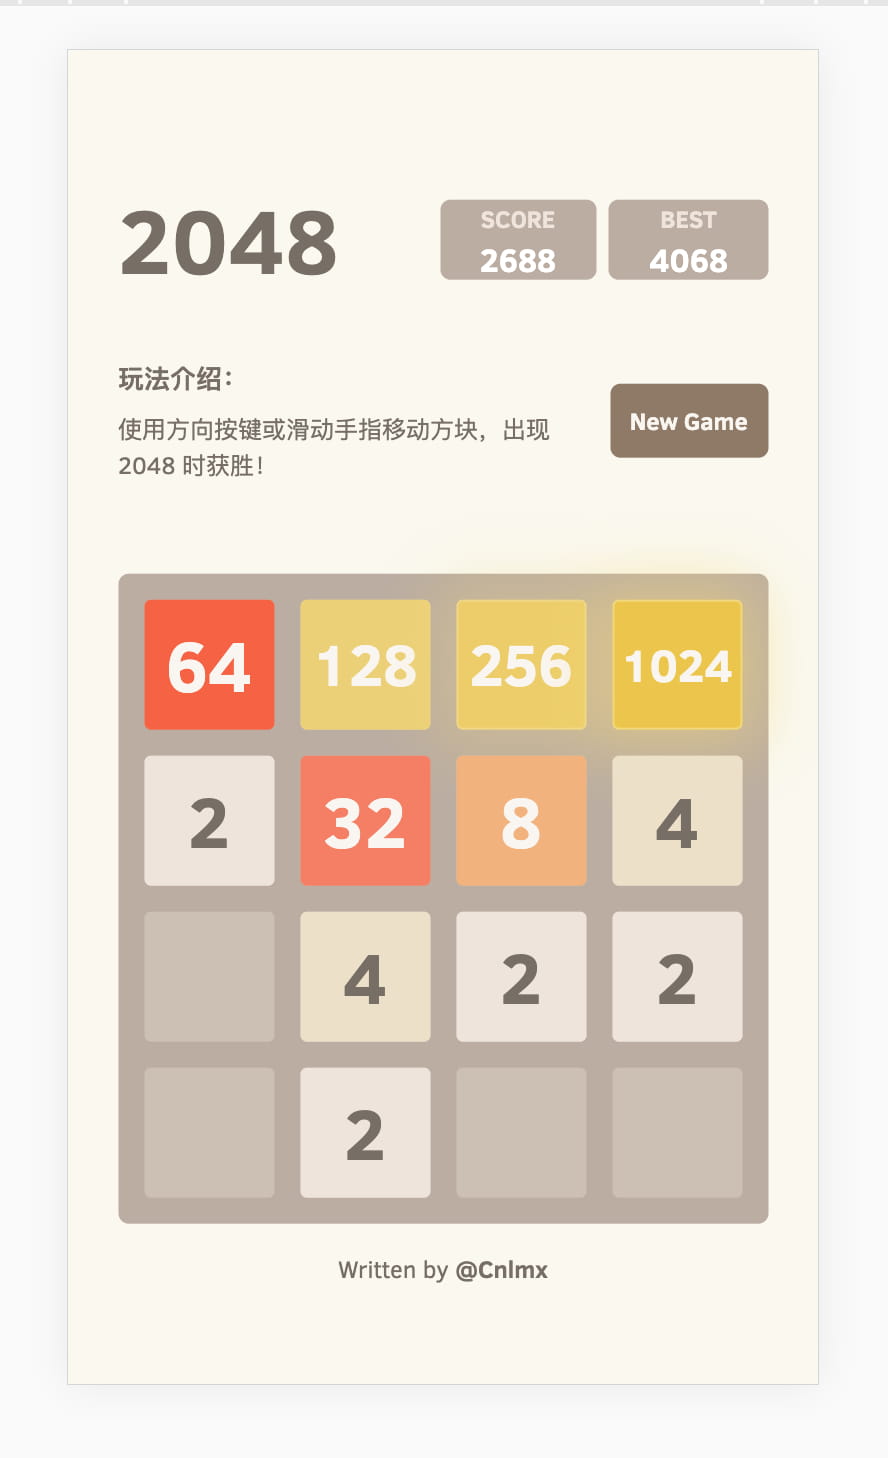 2048
SCORE
2688
BEST
4068
玩法介绍：
使用方向按键或滑动手指移动方块，出现
2048 时获胜！
New Game
64 128 256 1024
2 32 8 4
4 2 2
2
Written by @Cnlmx